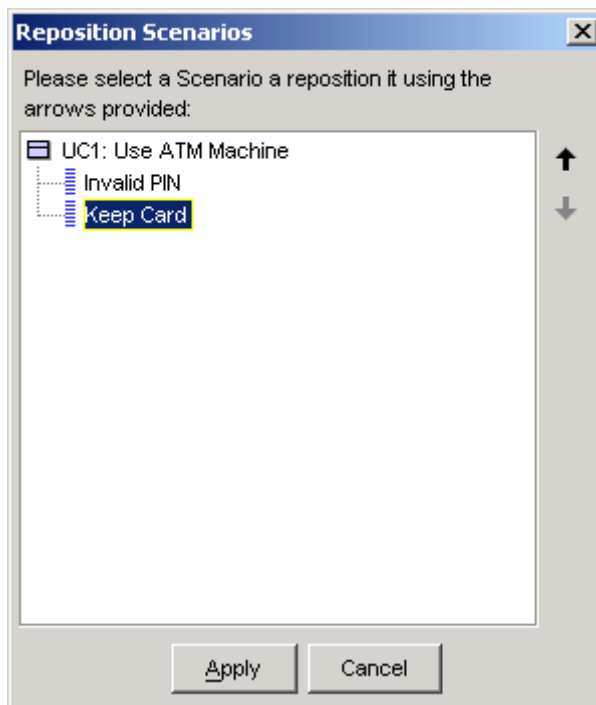 Reposition Scenarios
Please select a Scenario a reposition it using the
arrows provided:
UC1: Use ATM Machine
Invalid PIN
Keep Card
Apply
Cancel